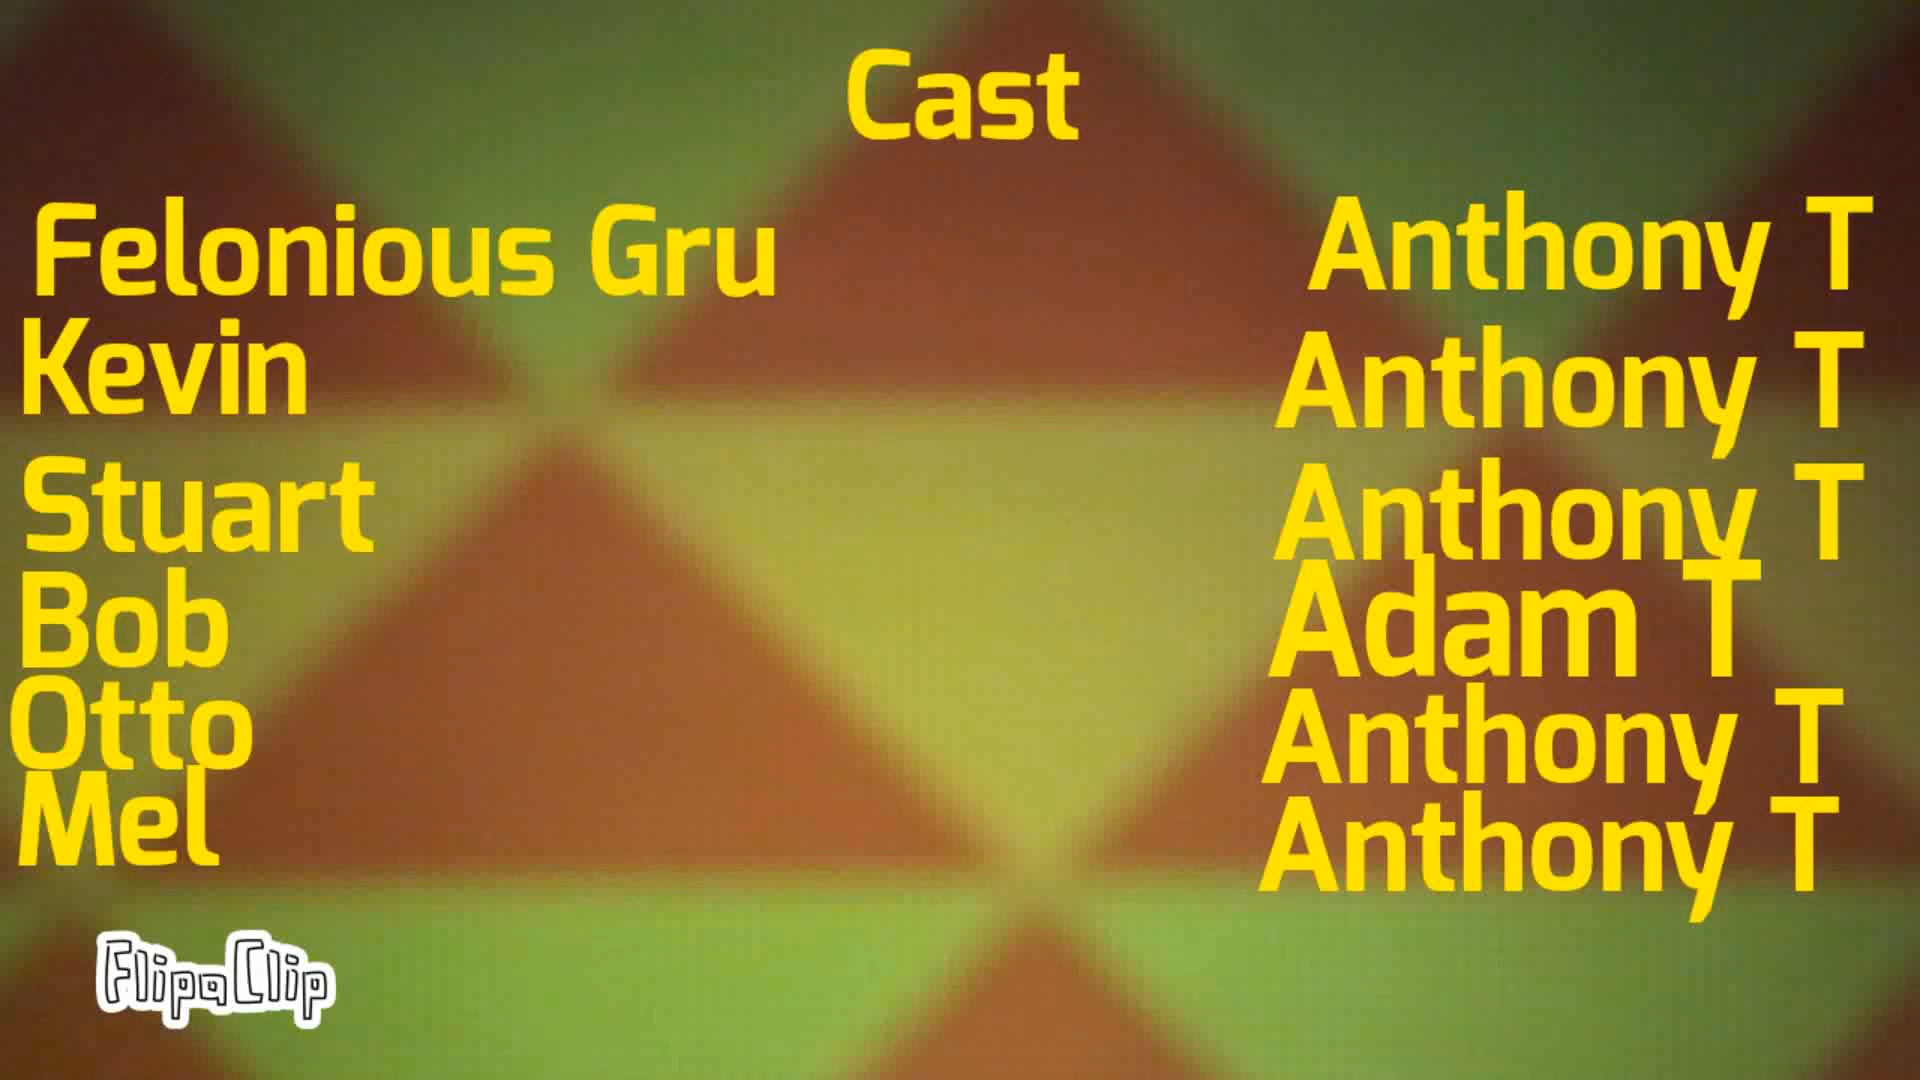 Cast
Felonious Gru Anthony T
Kevin Anthony T
Stuart Anthony T
Bob Adam T
Otto Anthony T
Mel Anthony T
FlipaClip